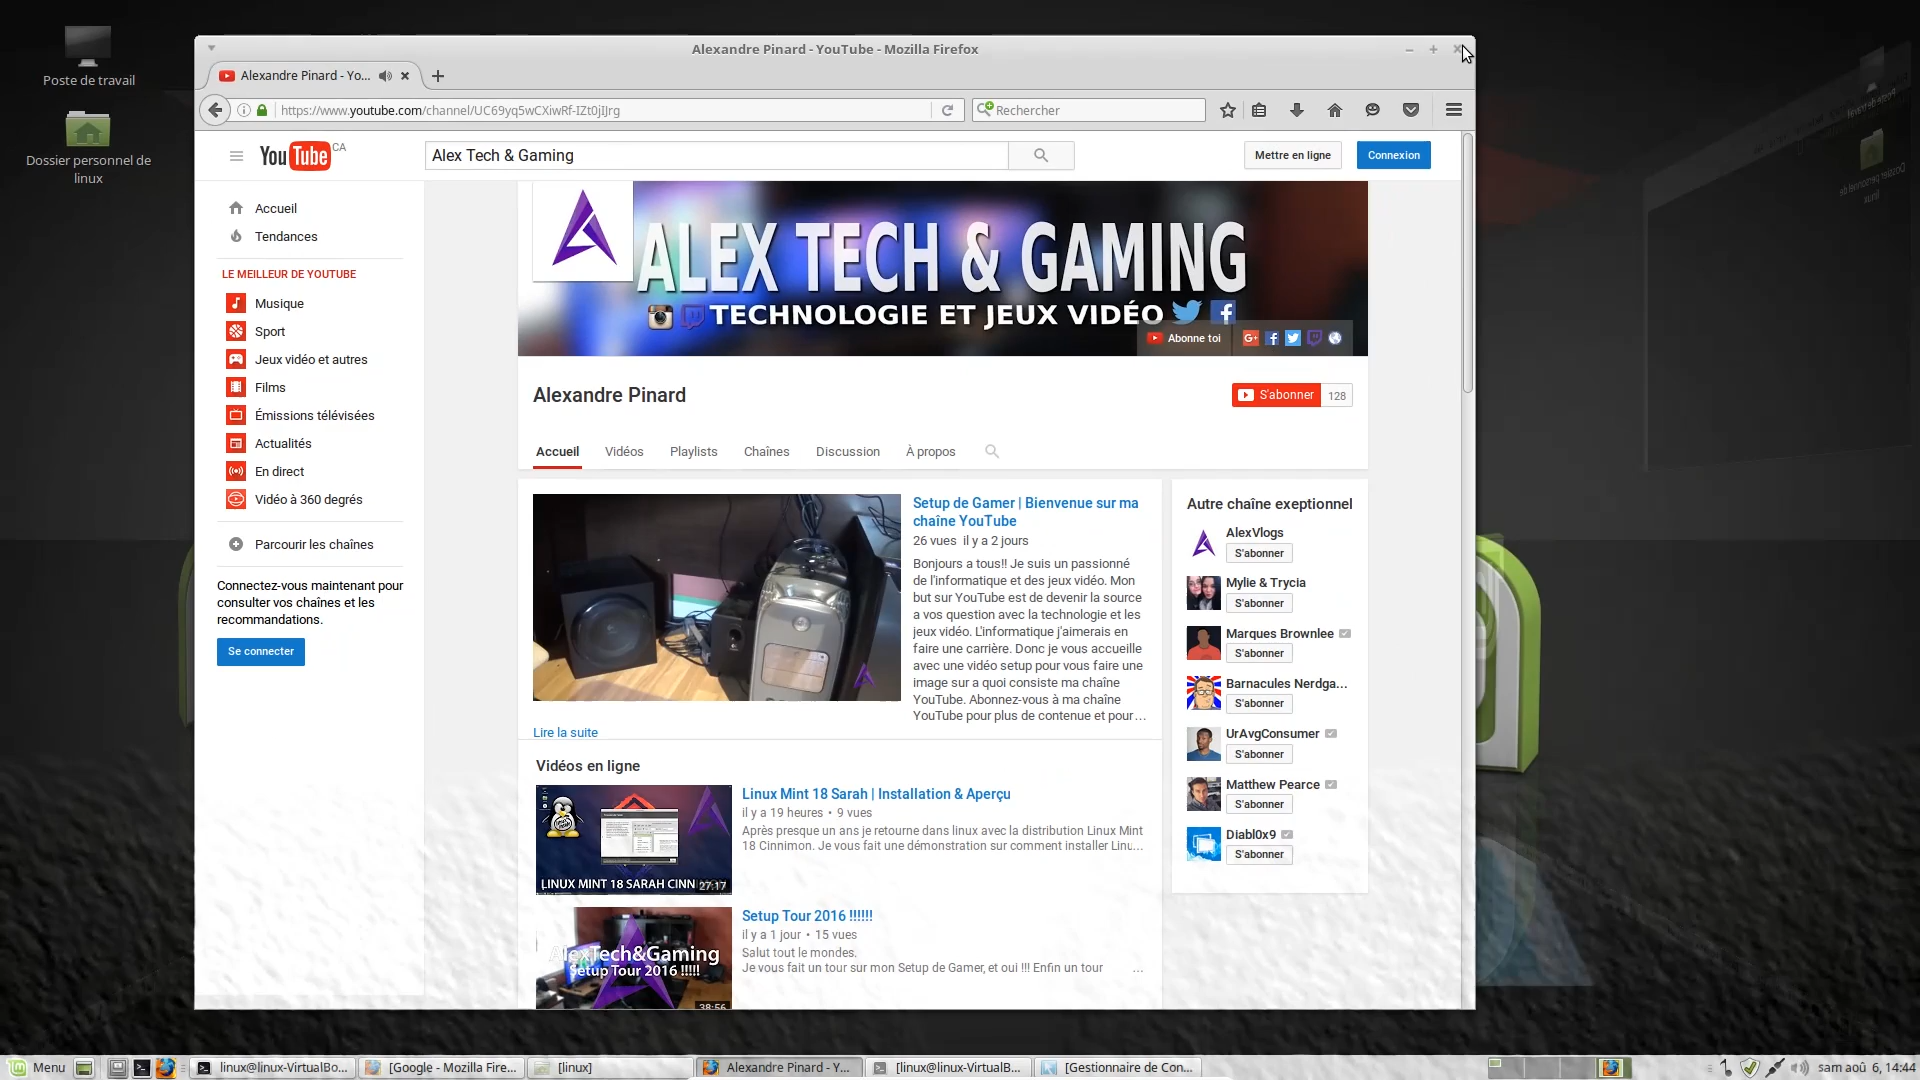 Poste de travail
Dossier personnel de
linux
Alexandre Pinard - YouTube - Mozilla Firefox
Alexandre Pinard - Yo...
https://www.youtube.com/channel/UC69yq5wCXiwRf-IZt0jIJrg
Rechercher
YouTube CA
Alex Tech & Gaming
Mettre en ligne
Connexion
Accueil
Tendances
LE MEILLEUR DE YOUTUBE
Musique
Sport
Jeux vidéo et autres
Films
Émissions télévisées
Actualités
En direct
Vidéo à 360 degrés
Parcourir les chaînes
Connectez-vous maintenant pour
consulter vos chaînes et les
recommandations.
Se connecter
ALEX TECH & GAMING
TECHNOLOGIE ET JEUX VIDÉO
Abonne toi
Alexandre Pinard
S'abonner 128
Accueil
Vidéos
Playlists
Chaînes
Discussion
À propos
Setup de Gamer | Bienvenue sur ma
chaîne YouTube
26 vues il y a 2 jours
Bonjours a tous!! Je suis un passionné
de l'informatique et des jeux vidéo. Mon
but sur YouTube est de devenir la source
a vos question avec la technologie et les
jeux vidéo. L'informatique j'aimerais en
faire une carrière. Donc je vous accueille
avec une vidéo setup pour vous faire une
image sur a quoi consiste ma chaîne
YouTube. Abonnez-vous à ma chaîne
YouTube pour plus de contenue et pour...
Lire la suite
Vidéos en ligne
LINUX MINT 18 SARAH CINN
27:17
Linux Mint 18 Sarah | Installation & Aperçu
il y a 19 heures • 9 vues
Après presque un ans je retourne dans linux avec la distribution Linux Mint
18 Cinnimon. Je vous fait une démonstration sur comment installer Linu...
AlexTech&Gaming
Setup Tour 2016 !!!!!
38:56
Setup Tour 2016 !!!!!!
il y a 1 jour • 15 vues
Salut tout le mondes.
Je vous fait un tour sur mon Setup de Gamer, et oui !!! Enfin un tour ...
Autre chaîne exeptionnel
AlexVlogs
S'abonner
Mylie & Trycia
S'abonner
Marques Brownlee
S'abonner
Barnacules Nerdga...
S'abonner
UrAvgConsumer
S'abonner
Matthew Pearce
S'abonner
Diabl0x9
S'abonner
Menu
linux@linux-VirtualBo...
[Google - Mozilla Fire...
[linux]
Alexandre Pinard - Y...
[linux@linux-VirtualB...
[Gestionnaire de Con...
sam aoû 6, 14:44